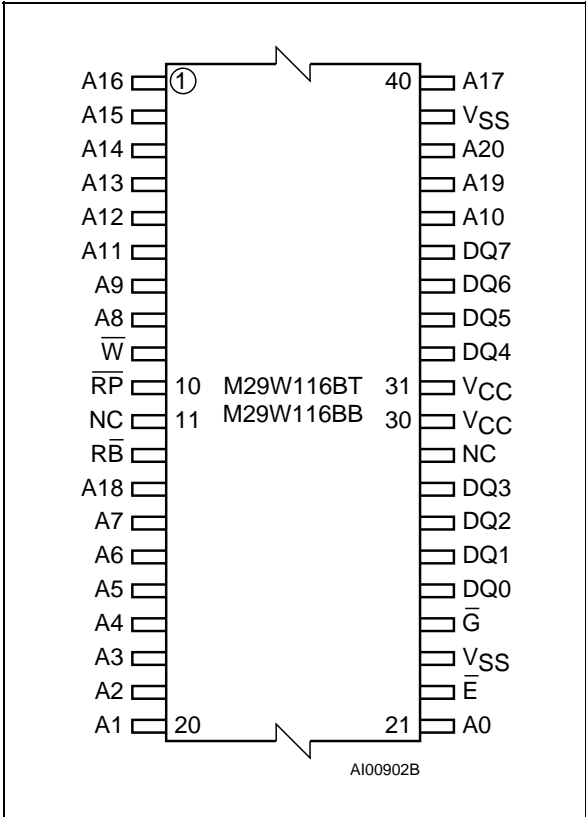 A16 1 40 A17
A15 VSS
A14 A20
A13 A19
A12 A10
A11 DQ7
A9 DQ6
A8 DQ5
W̅ DQ4
R̅P̅ 10 M29W116BT 31 VCC
NC 11 M29W116BB 30 VCC
RB̅ NC
A18 DQ3
A7 DQ2
A6 DQ1
A5 DQ0
A4 G̅
A3 VSS
A2 E̅
A1 20 21 A0
AI00902B